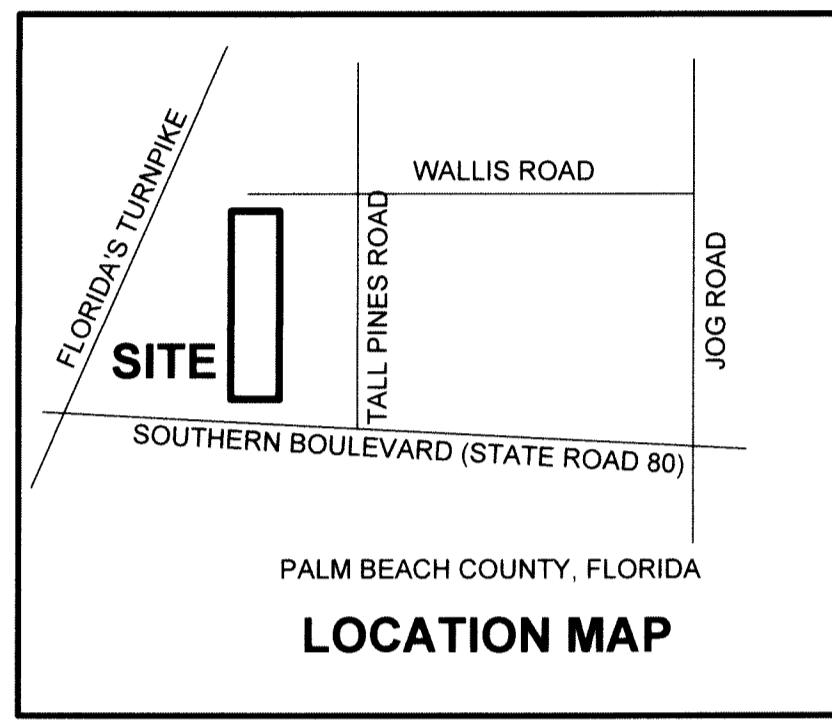 FLORIDA'S TURNPIKE
WALLIS ROAD
TALL PINES ROAD
JOG ROAD
SITE
SOUTHERN BOULEVARD (STATE ROAD 80)
PALM BEACH COUNTY, FLORIDA
LOCATION MAP